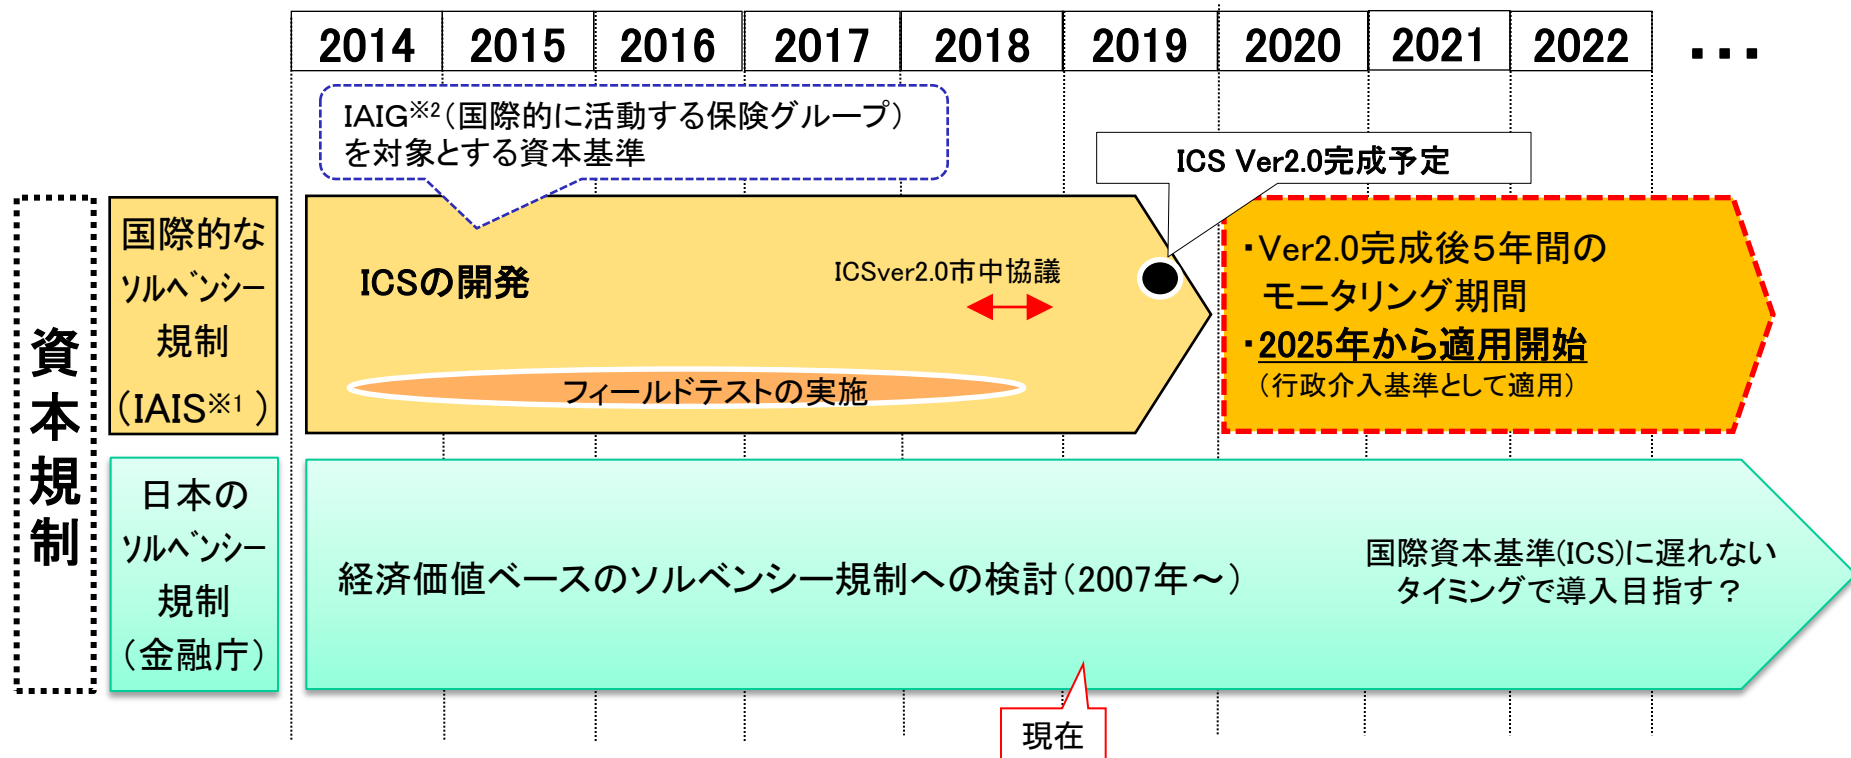 2014 2015 2016 2017 2018 2019 2020 2021 2022 ・・・
IAIG※2(国際的に活動する保険グループ)
を対象とする資本基準
ICS Ver2.0完成予定
資本規制
国際的な
ソルベンシー
規制
(IAIS※1)
ICSの開発
ICSver2.0市中協議
フィールドテストの実施
・Ver2.0完成後5年間の
モニタリング期間
・2025年から適用開始
(行政介入基準として適用)
日本の
ソルベンシー
規制
(金融庁)
経済価値ベースのソルベンシー規制への検討(2007年~)
国際資本基準(ICS)に遅れない
タイミングで導入目指す?
現在